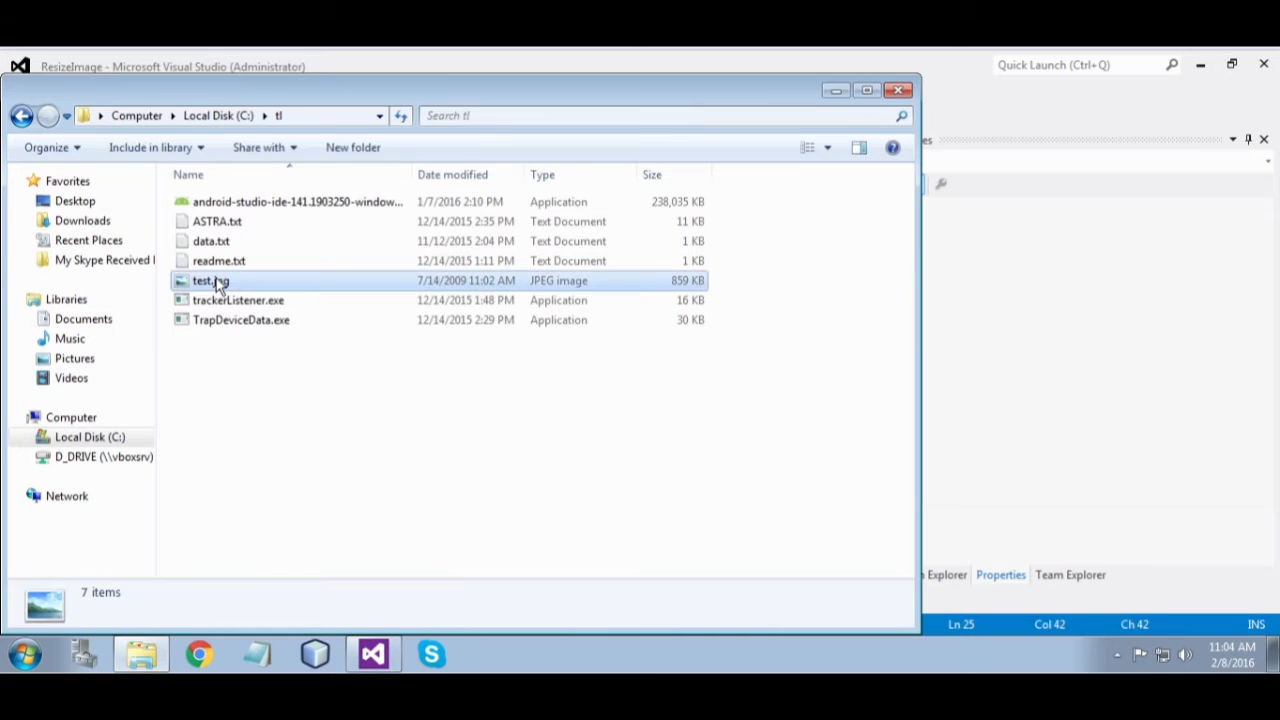 ResizeImage - Microsoft Visual Studio (Administrator)
Quick Launch (Ctrl+Q)
Computer Local Disk (C:) tl
Search tl
Organize Include in library Share with New folder
Name Date modified Type Size
Favorites
Desktop
Downloads
Recent Places
My Skype Received
Libraries
Documents
Music
Pictures
Videos
Computer
Local Disk (C:)
D_DRIVE (\\vboxsrv)
Network
android-studio-ide-141.1903250-window... 1/7/2016 2:10 PM Application 238,035 KB
ASTRA.txt 12/14/2015 2:35 PM Text Document 11 KB
data.txt 11/12/2015 2:04 PM Text Document 1 KB
readme.txt 12/14/2015 1:11 PM Text Document 1 KB
7/14/2009 11:02 AM JPEG image 859 KB
trackerListener.exe 12/14/2015 1:48 PM Application 16 KB
TrapDeviceData.exe 12/14/2015 2:29 PM Application 30 KB
7 items
Explorer Properties Team Explorer
Ln 25 Col 42 Ch 42 INS
11:04 AM
2/8/2016